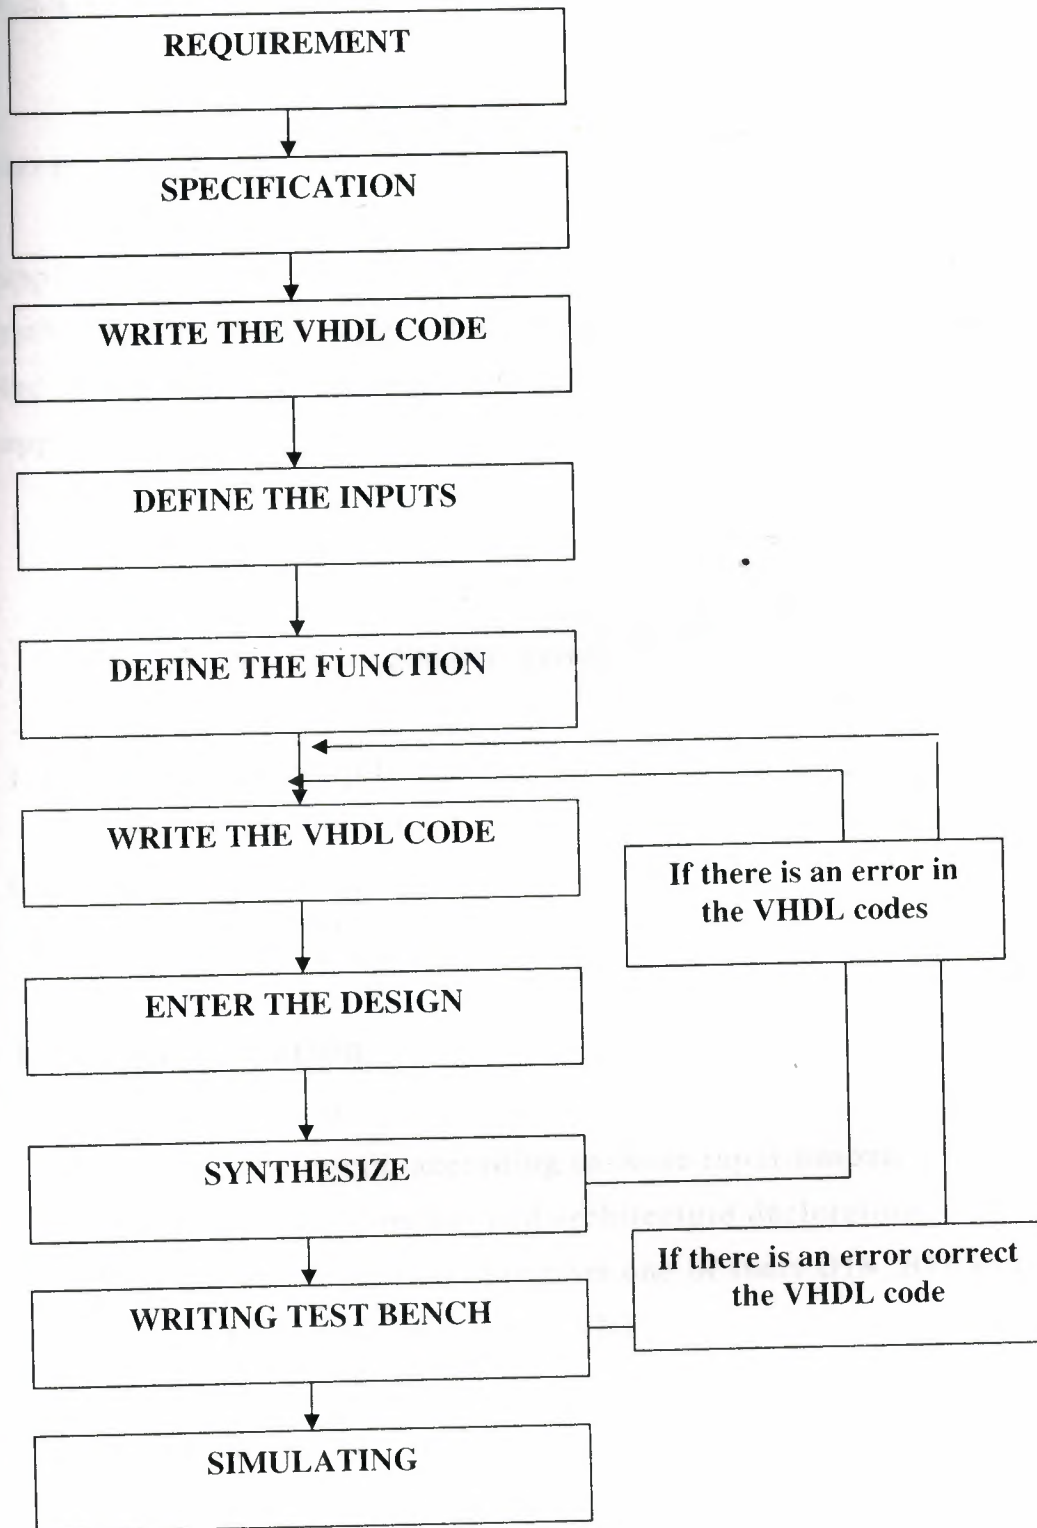 REQUIREMENT
SPECIFICATION
WRITE THE VHDL CODE
DEFINE THE INPUTS
DEFINE THE FUNCTION
WRITE THE VHDL CODE
If there is an error in
the VHDL codes
ENTER THE DESIGN
SYNTHESIZE
If there is an error correct
the VHDL code
WRITING TEST BENCH
SIMULATING